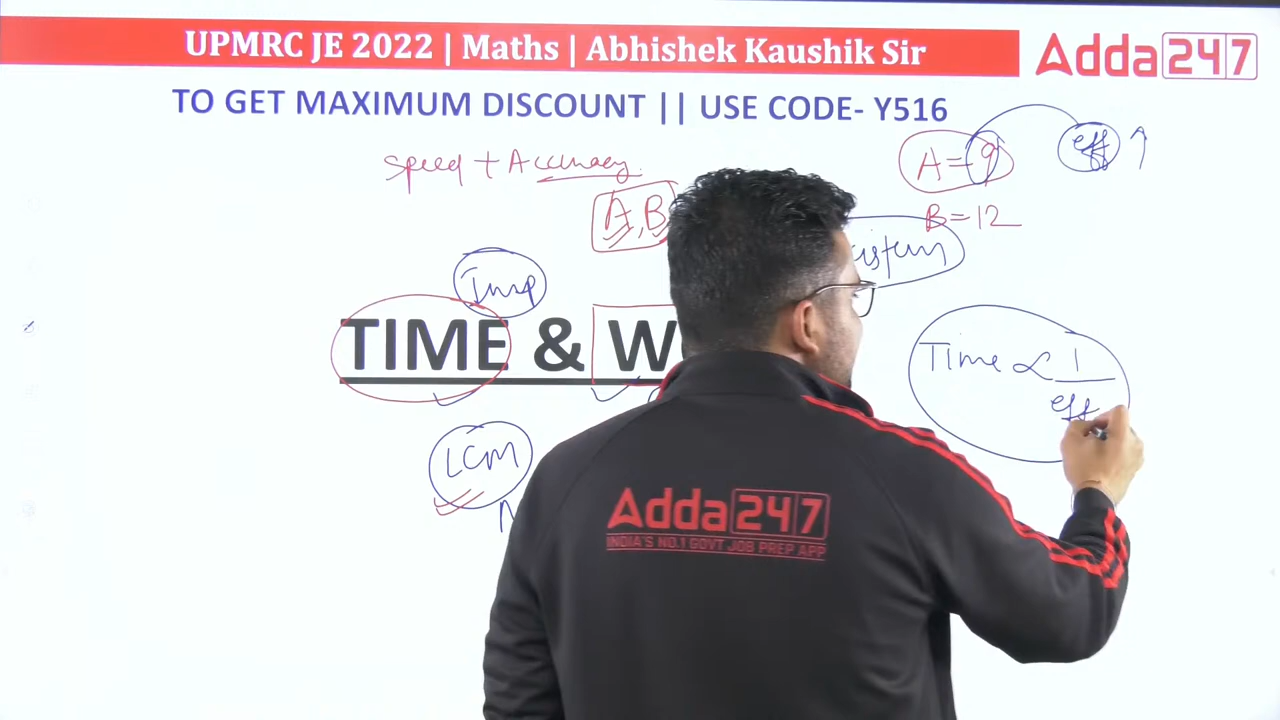 UPMRC JE 2022 | Maths | Abhishek Kaushik Sir
Adda247
TO GET MAXIMUM DISCOUNT || USE CODE- Y516
Speed + Accuracy.
A = 9
eff ↑
A, B
B = 12
Imp
TIME & W
Time ∝ 1
eff
LCM
Adda247
INDIA'S NO.1 GOVT JOB PREP APP